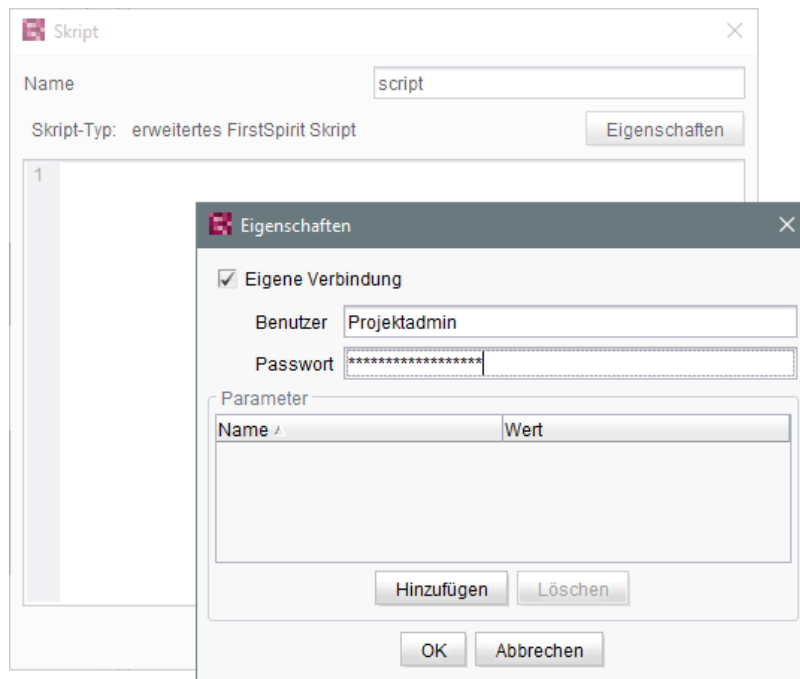 Skript
Name script
Skript-Typ: erweitertes FirstSpirit Skript Eigenschaften
1
Eigenschaften
Eigene Verbindung
Benutzer Projektadmin
Passwort ******************
Parameter
Name Wert
Hinzufügen Löschen
OK Abbrechen